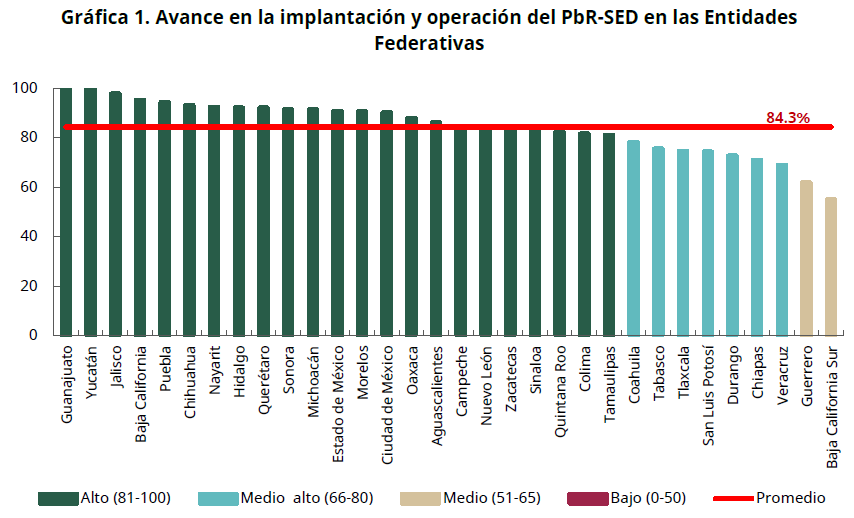 Gráfica 1. Avance en la implantación y operación del PbR-SED en las Entidades
Federativas
100
80
60
40
20
0
84.3%
Guanajuato
Yucatán
Jalisco
Baja California
Puebla
Chihuahua
Nayarit
Hidalgo
Querétaro
Sonora
Michoacán
Estado de México
Morelos
Ciudad de México
Oaxaca
Aguascalientes
Campeche
Nuevo León
Zacatecas
Sinaloa
Quintana Roo
Colima
Tamaulipas
Coahuila
Tabasco
Tlaxcala
San Luis Potosí
Durango
Chiapas
Veracruz
Guerrero
Baja California Sur
Alto (81-100)
Medio alto (66-80)
Medio (51-65)
Bajo (0-50)
Promedio